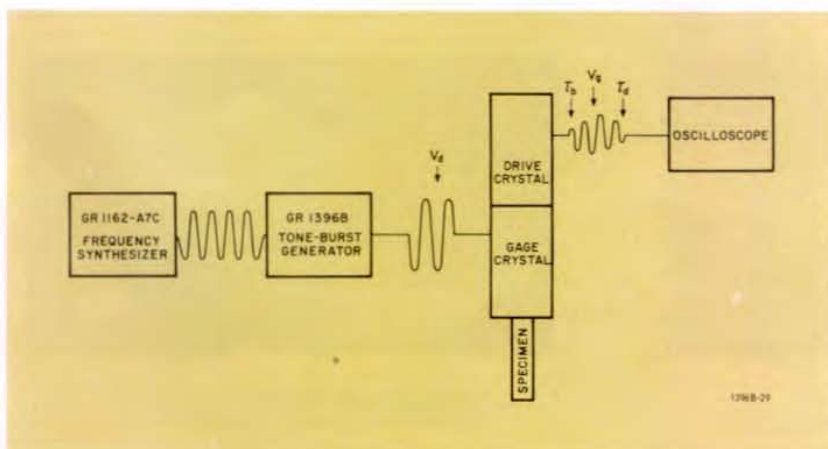 GR 1162-A7C
FREQUENCY
SYNTHESIZER
GR 1396B
TONE-BURST
GENERATOR
Vd
DRIVE
CRYSTAL
GAGE
CRYSTAL
SPECIMEN
Tb
Vg
Td
OSCILLOSCOPE
1396B-29